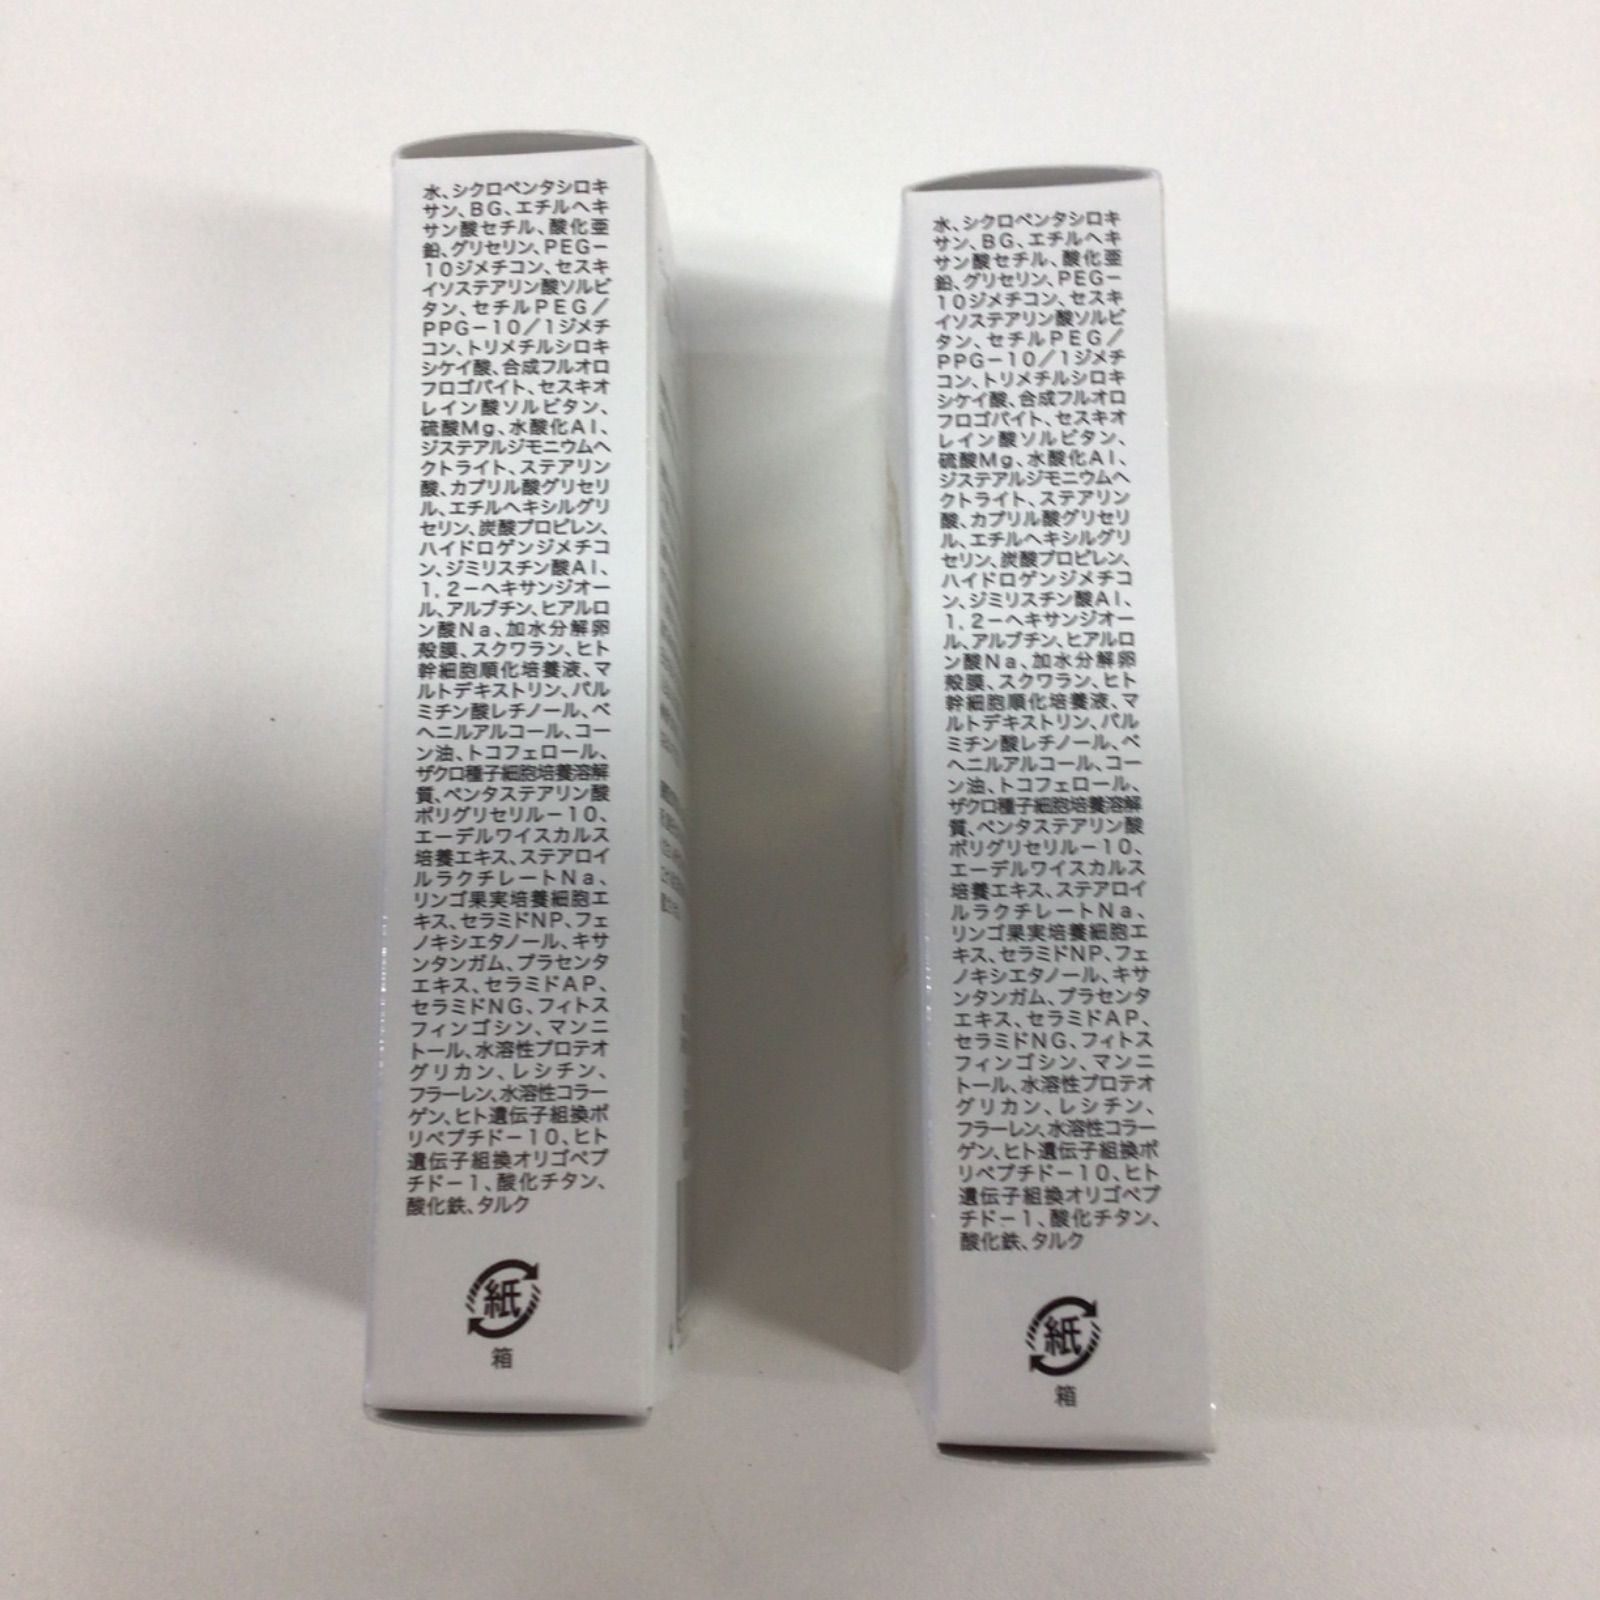 水、シクロペンタシロキ
サン、BG、エチルヘキ
サン酸セチル、酸化亜
鉛、グリセリン、PEG－
10ジメチコン、セスキ
イソステアリン酸ソルビ
タン、セチルPEG／
PPG－10／1ジメチ
コン、トリメチルシロキ
シケイ酸、合成フルオロ
フロゴパイト、セスキオ
レイン酸ソルビタン、
硫酸Mg、水酸化Al、
ジステアルジモニウムヘ
クトライト、ステアリン
酸、カプリル酸グリセリ
ル、エチルヘキシルグリ
セリン、炭酸プロピレン、
ハイドロゲンジメチコ
ン、ジミリスチン酸Al、
1，2－ヘキサンジオー
ル、アルブチン、ヒアルロ
ン酸Na、加水分解卵
殻膜、スクワラン、ヒト
幹細胞順化培養液、マ
ルトデキストリン、パル
ミチン酸レチノール、ベ
ヘニルアルコール、コー
ン油、トコフェロール、
ザクロ種子細胞培養溶解
質、ペンタステアリン酸
ポリグリセリル－10、
エーデルワイスカルス
培養エキス、ステアロイ
ルラクチレートNa、
リンゴ果実培養細胞エ
キス、セラミドNP、フェ
ノキシエタノール、キサ
ンタンガム、プラセンタ
エキス、セラミドAP、
セラミドNG、フィトス
フィンゴシン、マンニ
トール、水溶性プロテオ
グリカン、レシチン、
フラーレン、水溶性コラー
ゲン、ヒト遺伝子組換ポ
リペプチド－10、ヒト
遺伝子組換オリゴペプ
チド－1、酸化チタン、
酸化鉄、タルク
紙
箱
水、シクロペンタシロキ
サン、BG、エチルヘキ
サン酸セチル、酸化亜
鉛、グリセリン、PEG－
10ジメチコン、セスキ
イソステアリン酸ソルビ
タン、セチルPEG／
PPG－10／1ジメチ
コン、トリメチルシロキ
シケイ酸、合成フルオロ
フロゴパイト、セスキオ
レイン酸ソルビタン、
硫酸Mg、水酸化Al、
ジステアルジモニウムヘ
クトライト、ステアリン
酸、カプリル酸グリセリ
ル、エチルヘキシルグリ
セリン、炭酸プロピレン、
ハイドロゲンジメチコ
ン、ジミリスチン酸Al、
1，2－ヘキサンジオー
ル、アルブチン、ヒアルロ
ン酸Na、加水分解卵
殻膜、スクワラン、ヒト
幹細胞順化培養液、マ
ルトデキストリン、パル
ミチン酸レチノール、ベ
ヘニルアルコール、コー
ン油、トコフェロール、
ザクロ種子細胞培養溶解
質、ペンタステアリン酸
ポリグリセリル－10、
エーデルワイスカルス
培養エキス、ステアロイ
ルラクチレートNa、
リンゴ果実培養細胞エ
キス、セラミドNP、フェ
ノキシエタノール、キサ
ンタンガム、プラセンタ
エキス、セラミドAP、
セラミドNG、フィトス
フィンゴシン、マンニ
トール、水溶性プロテオ
グリカン、レシチン、
フラーレン、水溶性コラー
ゲン、ヒト遺伝子組換ポ
リペプチド－10、ヒト
遺伝子組換オリゴペプ
チド－1、酸化チタン、
酸化鉄、タルク
紙
箱